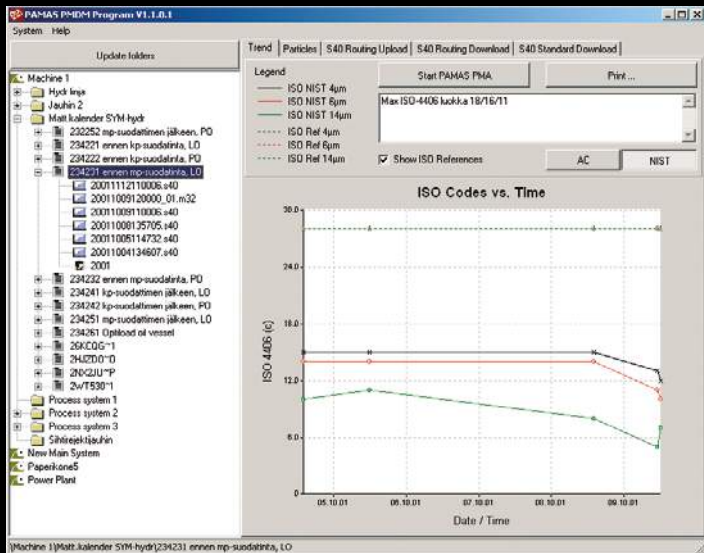 PAMAS PMDM Program V1.1.0.1
System Help
Update folders
Machine 1
Hydr linja
Jauhin 2
Matt.kalender SYM-hydr
232252 mp-suodattimen jälkeen, PO
234221 ennen kp-suodatinta, LO
234222 ennen kp-suodatinta, PO
234231 ennen mp-suodatinta, LO
20011112110006.s40
20011009120000_01.m32
20011009110006.s40
20011008135705.s40
20011005114732.s40
20011004134607.s40
2001
234232 ennen mp-suodatinta, PO
234241 kp-suodattimen jälkeen, LO
234242 kp-suodattimen jälkeen, PO
234251 mp-suodattimen jälkeen, LO
234261 Optiload oil vessel
26KCQG~1
2HJZD0~O
2NX2JU~P
2WT530~1
Process system 1
Process system 2
Process system 3
Sihtirejektijauhin
New Main System
Paperikone5
Power Plant
Trend Particles S40 Routing Upload S40 Routing Download S40 Standard Download
Legend
ISO NIST 4µm
ISO NIST 6µm
ISO NIST 14µm
ISO Ref 4µm
ISO Ref 6µm
ISO Ref 14µm
Start PAMAS PMA
Print ...
Max ISO-4406 luokka 18/16/11
Show ISO References
AC
NIST
ISO Codes vs. Time
30.0
24.0
18.0
12.0
6.0
0
ISO 4406 (c)
05.10.01 06.10.01 07.10.01 08.10.01 09.10.01
Date / Time
\Machine 1\Matt.kalender SYM-hydr\234231 ennen mp-suodatinta, LO